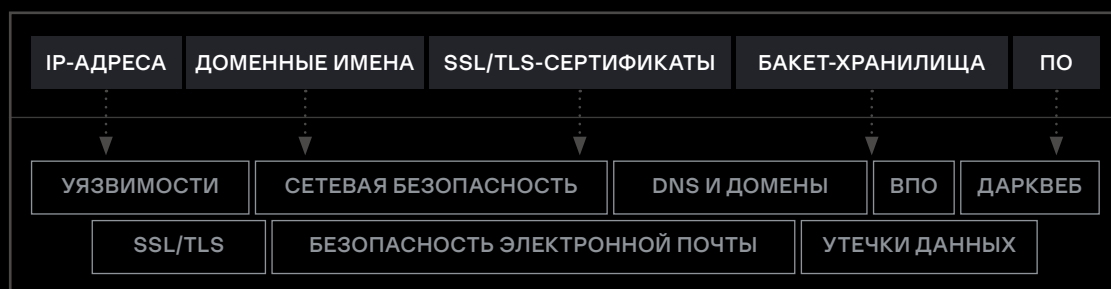 IP-АДРЕСА ДОМЕННЫЕ ИМЕНА SSL/TLS-СЕРТИФИКАТЫ БАКЕТ-ХРАНИЛИЩА ПО
УЯЗВИМОСТИ СЕТЕВАЯ БЕЗОПАСНОСТЬ DNS И ДОМЕНЫ ВПО ДАРКВЕБ
SSL/TLS БЕЗОПАСНОСТЬ ЭЛЕКТРОННОЙ ПОЧТЫ УТЕЧКИ ДАННЫХ